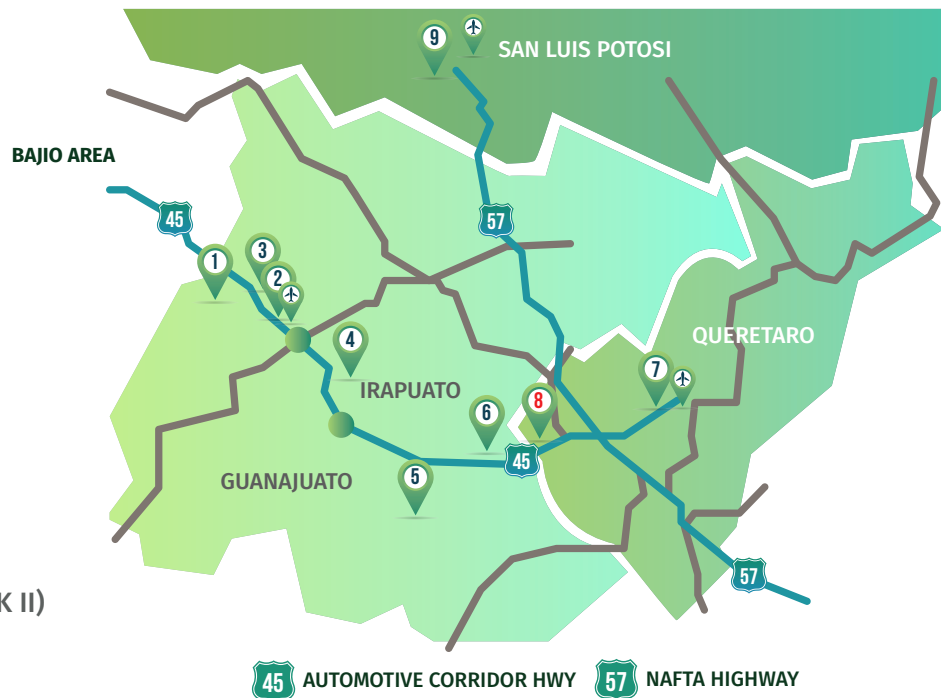 9
SAN LUIS POTOSI
BAJIO AREA
45
57
1
3
2
4
IRAPUATO
QUERETARO
7
8
6
5
45
GUANAJUATO
57
K II)
45 AUTOMOTIVE CORRIDOR HWY 57 NAFTA HIGHWAY